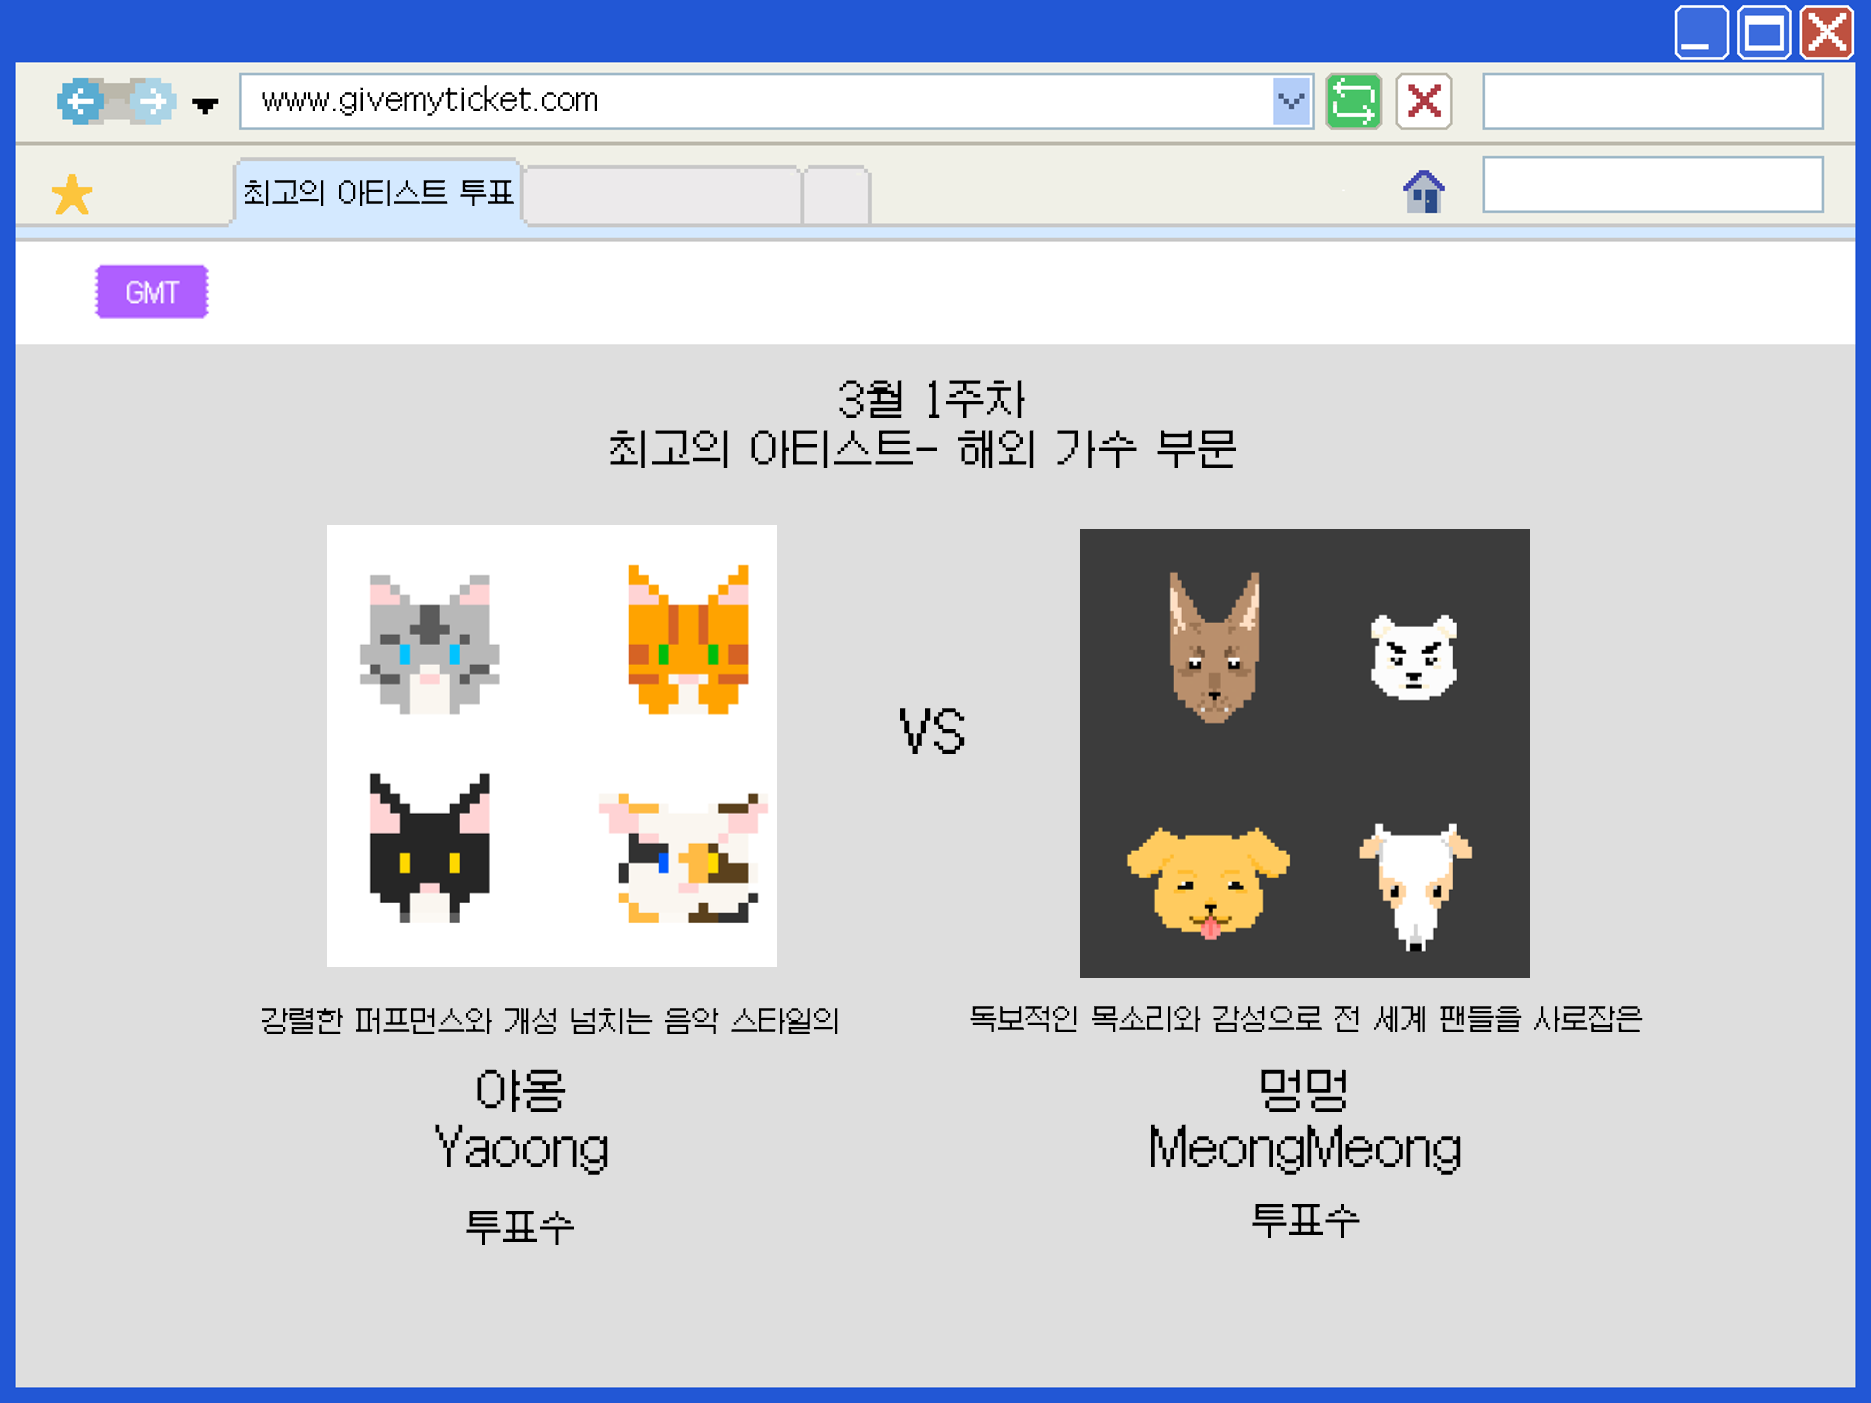 www.givemyticket.com
최고의 아티스트 투표
GMT
3월 1주차
최고의 아티스트- 해외 가수 부문
VS
강렬한 퍼프먼스와 개성 넘치는 음악 스타일의
야옹
Yaoong
투표수
독보적인 목소리와 감성으로 전 세계 팬들을 사로잡은
멍멍
MeongMeong
투표수